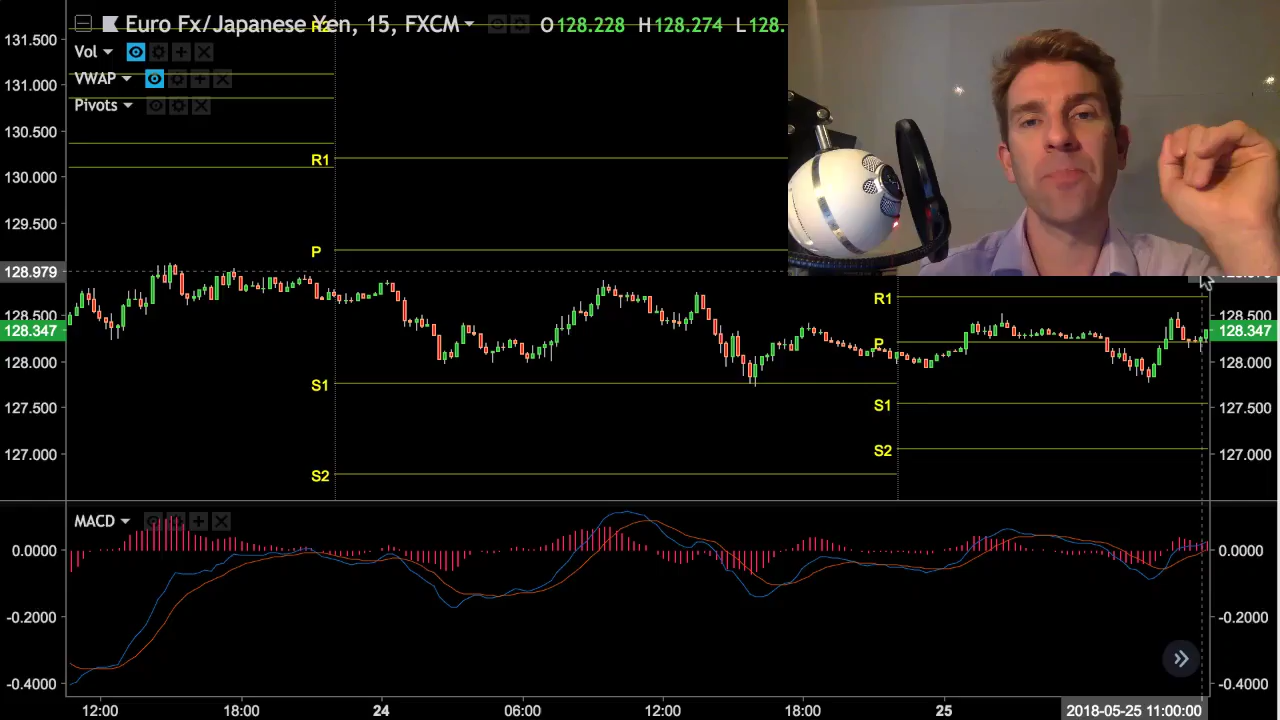 Euro Fx/Japanese Yen, 15, FXCM O128.228 H128.274 L128.
Vol
VWAP
Pivots
131.500
131.000
130.500
130.000
129.500
128.979
128.500
128.347
128.000
127.500
127.000
R2
R1
P
S1
S2
R1
P
S1
S2
128.500
128.347
128.000
127.500
127.000
MACD
0.0000
-0.2000
-0.4000
0.0000
-0.2000
-0.4000
12:00 18:00 24 06:00 12:00 18:00 25 2018-05-25 11:00:00